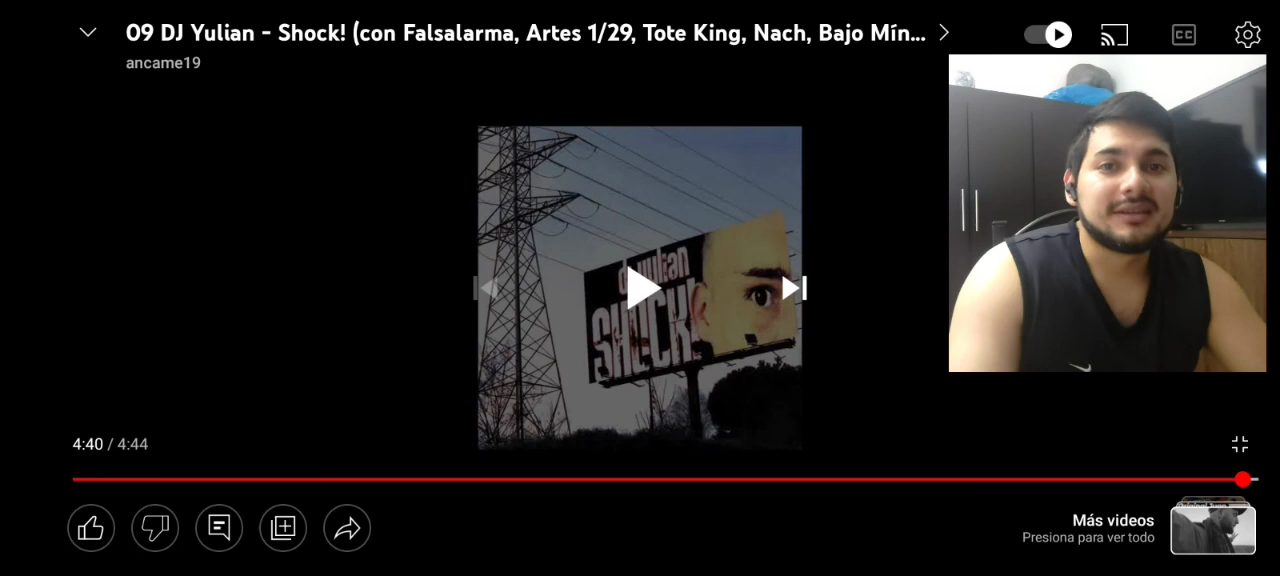 09 DJ Yulian - Shock! (con Falsalarma, Artes 1/29, Tote King, Nach, Bajo Mín...
ancame19
CC
dj yulian
SHOCK!
4:40 / 4:44
Más videos
Presiona para ver todo